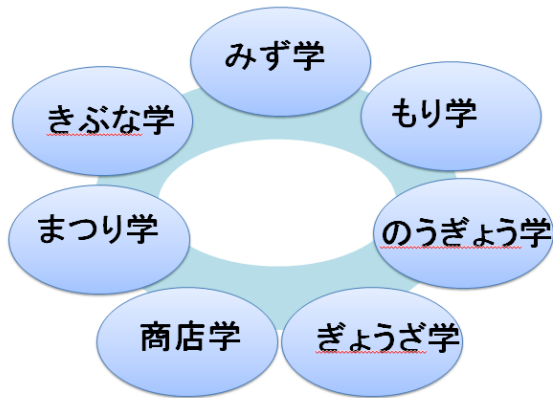 みず学
もり学
のうぎょう学
ぎょうざ学
商店学
まつり学
きぶな学